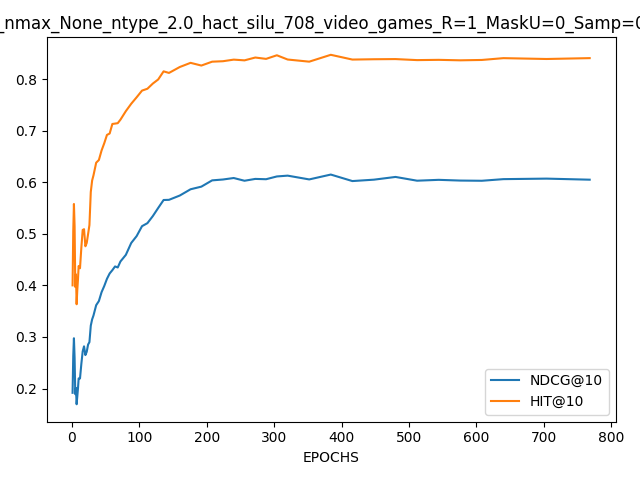 _nmax_None_ntype_2.0_hact_silu_708_video_games_R=1_MaskU=0_Samp=0
0.8
0.7
0.6
0.5
0.4
0.3
0.2
NDCG@10
HIT@10
0 100 200 300 400 500 600 700 800
EPOCHS